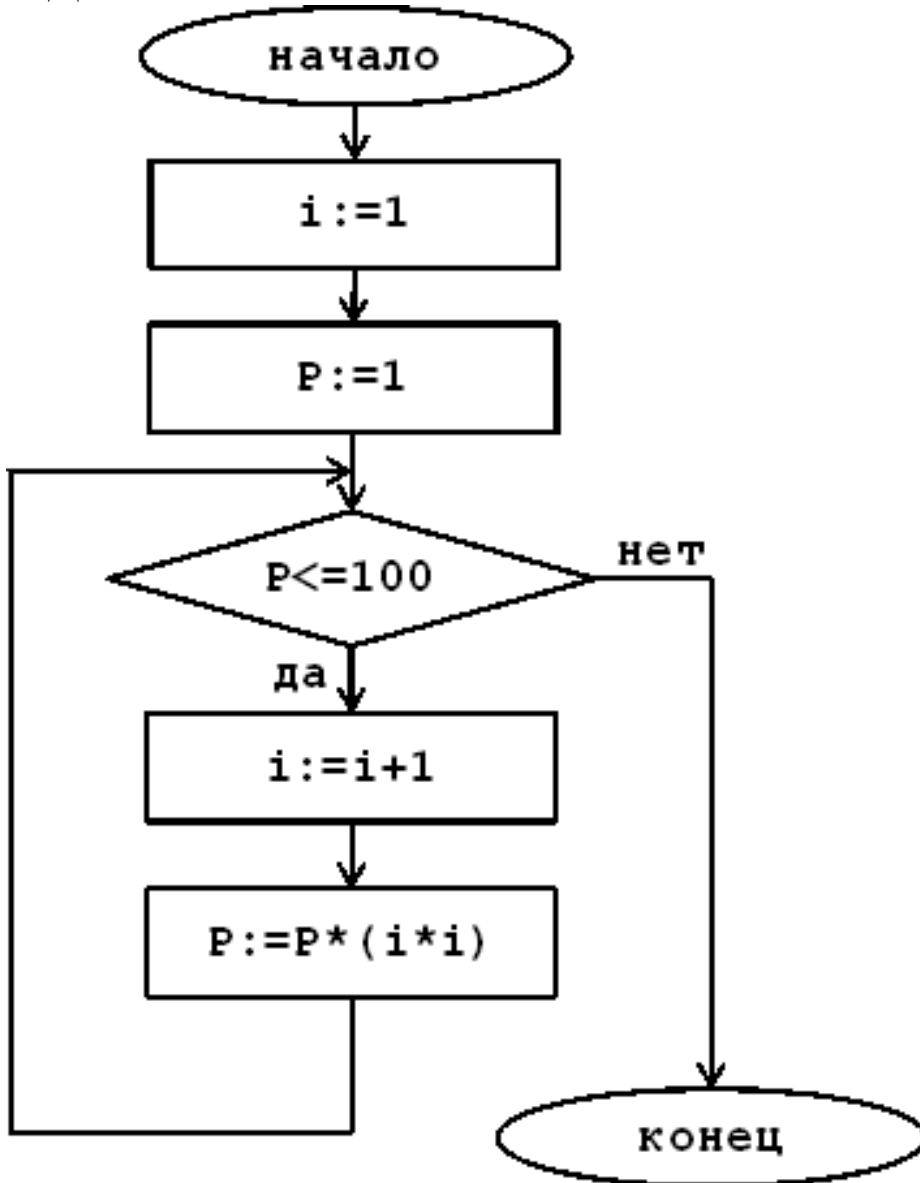 начало
i:=1
P:=1
P<=100
нет
да
i:=i+1
P:=P*(i*i)
конец